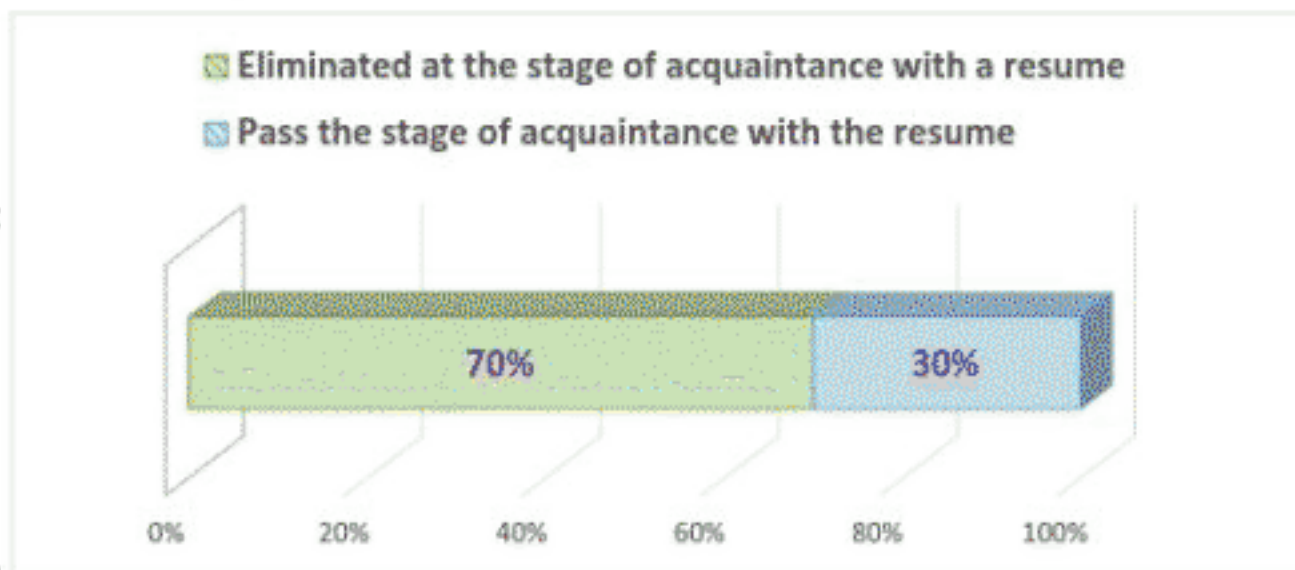 Eliminated at the stage of acquaintance with a resume
Pass the stage of acquaintance with the resume
70% 30%
0% 20% 40% 60% 80% 100%